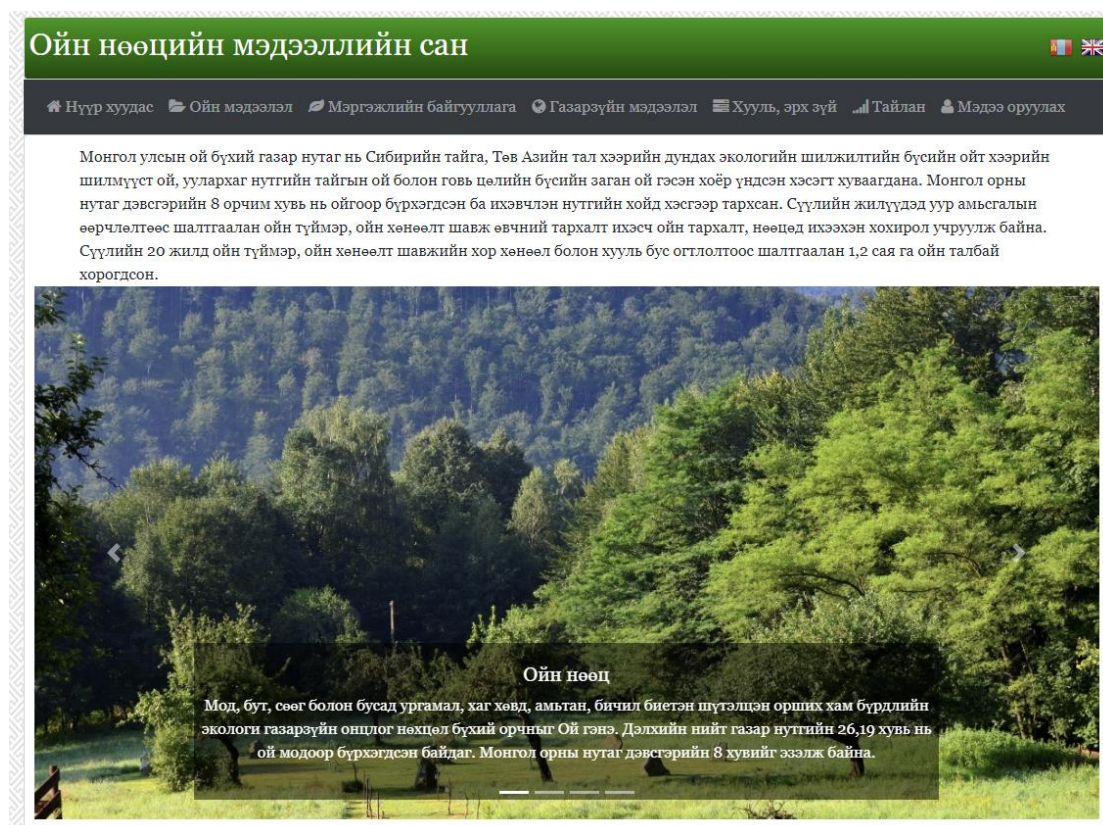 Ойн нөөцийн мэдээллийн сан
Нүүр хуудас Ойн мэдээлэл Мэргэжлийн байгууллага Газарзүйн мэдээлэл Хууль, эрх зүй Тайлан Мэдээ оруулах
Монгол улсын ой бүхий газар нутаг нь Сибирийн тайга, Төв Азийн тал хээрийн дундах экологийн шилжилтийн бүсийн ойт хээрийн
шилмүүст ой, уулархаг нутгийн тайгын ой болон говь цөлийн бүсийн заган ой гэсэн хоёр үндсэн хэсэгт хуваагдана. Монгол орны
нутаг дэвсгэрийн 8 орчим хувь нь ойгоор бүрхэгдсэн ба ихэвчлэн нутгийн хойд хэсгээр тархсан. Сүүлийн жилүүдэд уур амьсгалын
өөрчлөлтөөс шалтгаалан ойн түймэр, ойн хөнөөлт шавж өвчний тархалт ихэсч ойн тархалт, нөөцөд ихээхэн хохирол учруулж байна.
Сүүлийн 20 жилд ойн түймэр, ойн хөнөөлт шавжийн хор хөнөөл болон хууль бус огтлолтоос шалтгаалан 1,2 сая га ойн талбай
хорогдсон.
Ойн нөөц
Мод, бут, сөөг болон бусад ургамал, хаг хөвд, амьтан, бичил биетэн шүтэлцэн орших хам бүрдлийн
экологи газарзүйн онцлог нөхцөл бүхий орчныг Ой гэнэ. Дэлхийн нийт газар нутгийн 26,19 хувь нь
ой модоор бүрхэгдсэн байдаг. Монгол орны нутаг дэвсгэрийн 8 хувийг эзэлж байна.